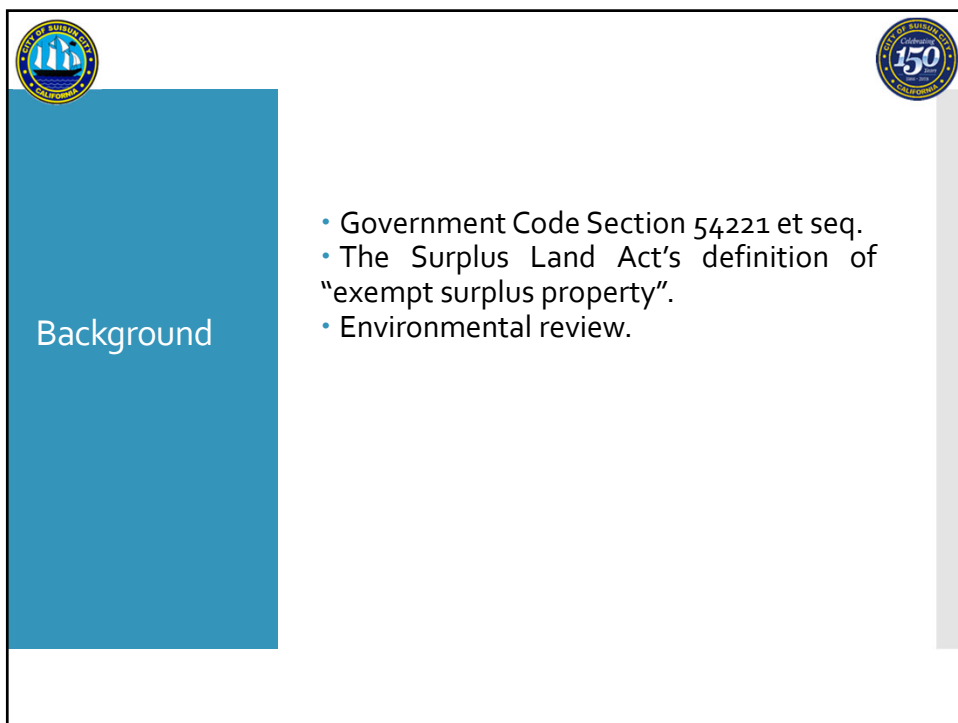 CITY OF SUISUN CITY
CALIFORNIA
CITY OF SUISUN CITY
Celebrating
150
Years
CALIFORNIA
Background
• Government Code Section 54221 et seq.
• The Surplus Land Act’s definition of
“exempt surplus property”.
• Environmental review.